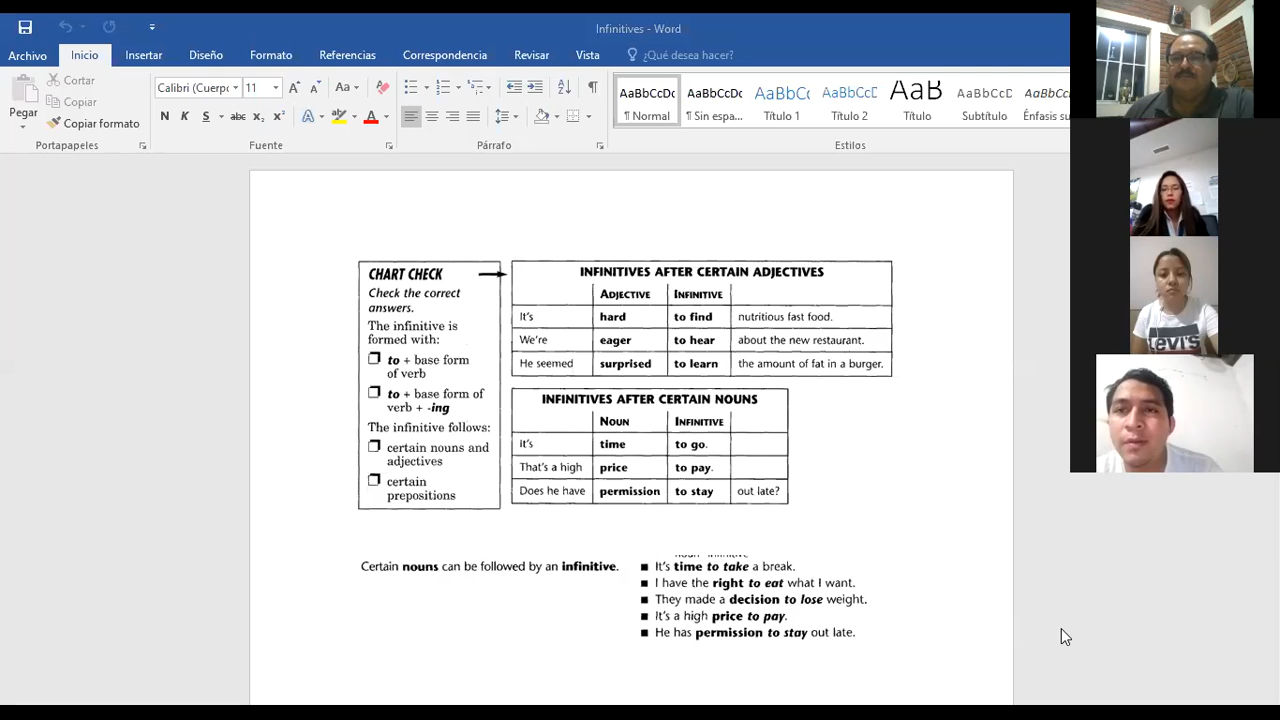 Infinitives - Word
Archivo Inicio Insertar Diseño Formato Referencias Correspondencia Revisar Vista ¿Qué desea hacer?
Pegar
Cortar
Copiar
Copiar formato
Portapapeles
Calibri (Cuerpo 11
N K S abc x₂ x²
Fuente
Párrafo
AaBbCcDc AaBbCcDc AaBbCc AaBbCcD AaB AaBbCcD AaBbCcD
¶ Normal ¶ Sin espa... Título 1 Título 2 Título Subtítulo Énfasis su
Estilos
CHART CHECK
Check the correct
answers.
The infinitive is
formed with:
to + base form
of verb
to + base form of
verb + -ing
The infinitive follows:
certain nouns and
adjectives
certain
prepositions
INFINITIVES AFTER CERTAIN ADJECTIVES
ADJECTIVE INFINITIVE
It's hard to find nutritious fast food.
We're eager to hear about the new restaurant.
He seemed surprised to learn the amount of fat in a burger.
INFINITIVES AFTER CERTAIN NOUNS
NOUN INFINITIVE
It's time to go.
That's a high price to pay.
Does he have permission to stay out late?
Certain nouns can be followed by an infinitive.
■ It's time to take a break.
■ I have the right to eat what I want.
■ They made a decision to lose weight.
■ It's a high price to pay.
■ He has permission to stay out late.
LEVI'S